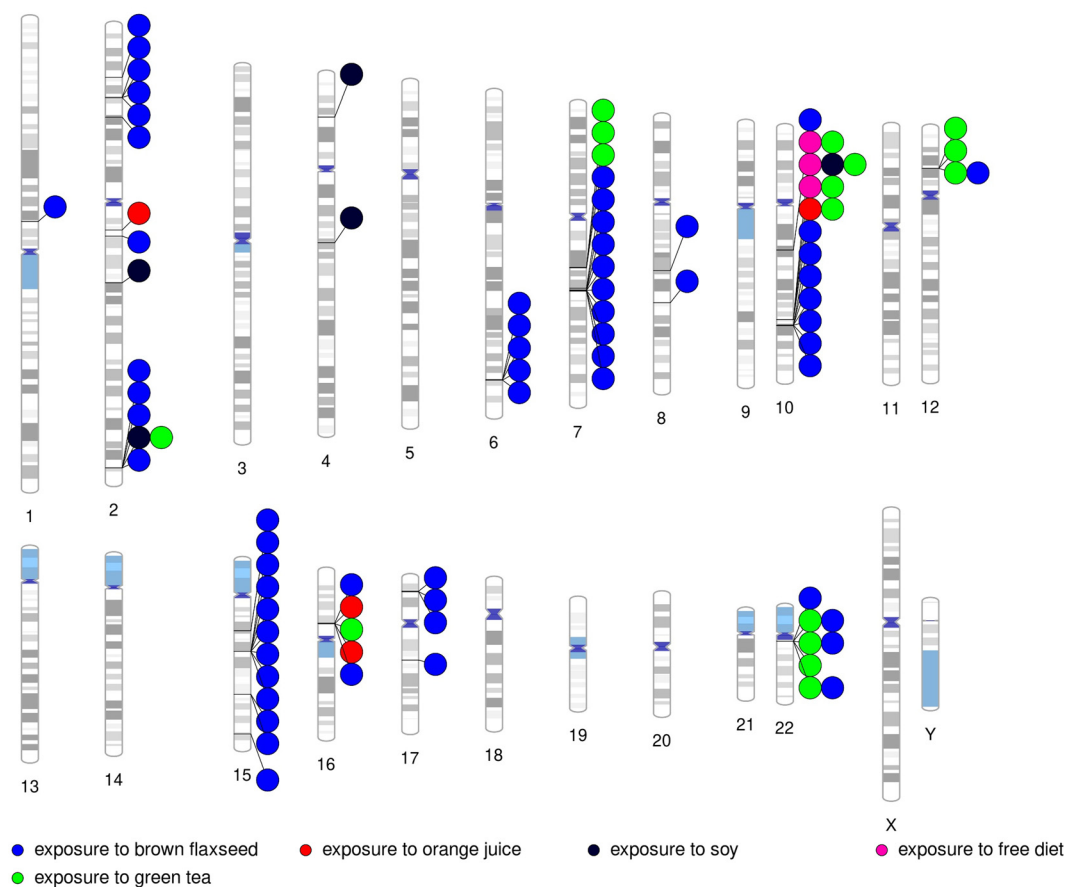 1 2 3 4 5 6 7 8 9 10 11 12
13 14 15 16 17 18 19 20 21 22 X Y
exposure to brown flaxseed exposure to orange juice exposure to soy exposure to free diet
exposure to green tea